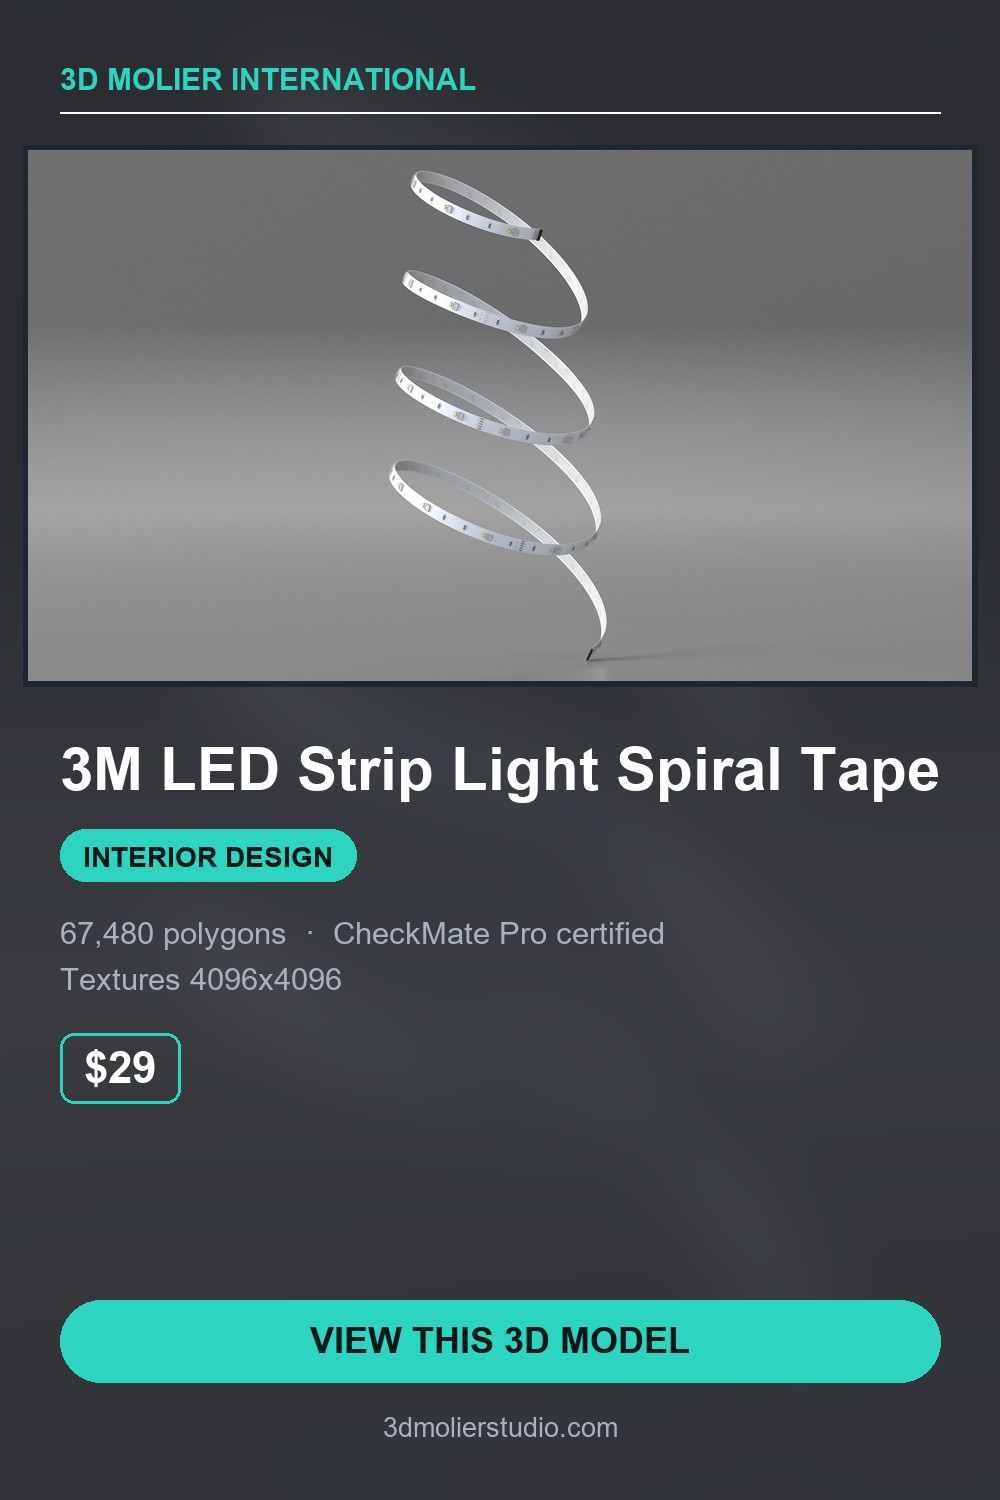 3D MOLIER INTERNATIONAL
3M LED Strip Light Spiral Tape
INTERIOR DESIGN
67,480 polygons · CheckMate Pro certified
Textures 4096x4096
$29
VIEW THIS 3D MODEL
3dmolierstudio.com